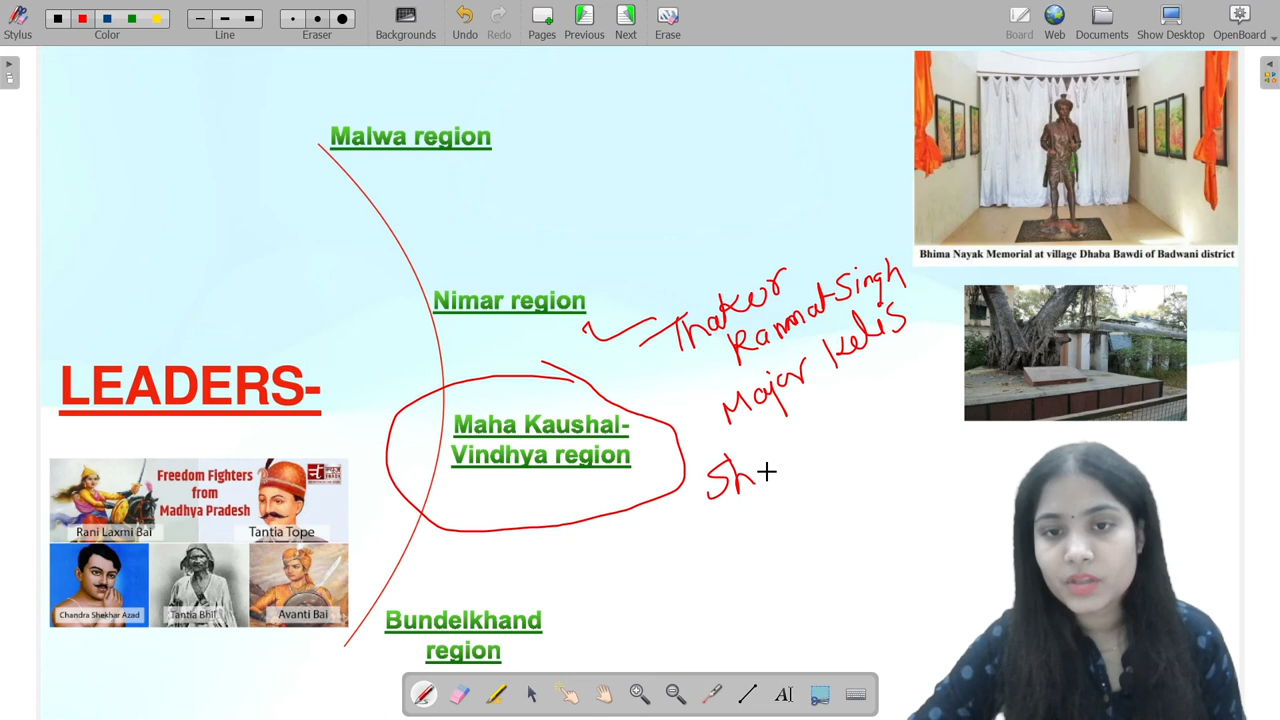 Stylus
Color
Line
Eraser
Backgrounds
Undo
Redo
Pages
Previous
Next
Erase
Board
Web
Documents
Show Desktop
OpenBoard
Malwa region
Bhima Nayak Memorial at village Dhaba Bawdi of Badwani district
Nimar region
Thakur
Ranmat Singh
Major Kelis
LEADERS-
Maha Kaushal-
Vindhya region
Sh
Freedom Fighters
from
Madhya Pradesh
Rani Laxmi Bai
Tantia Tope
Chandra Shekhar Azad
Tantia Bhil
Avanti Bai
Bundelkhand
region
AI